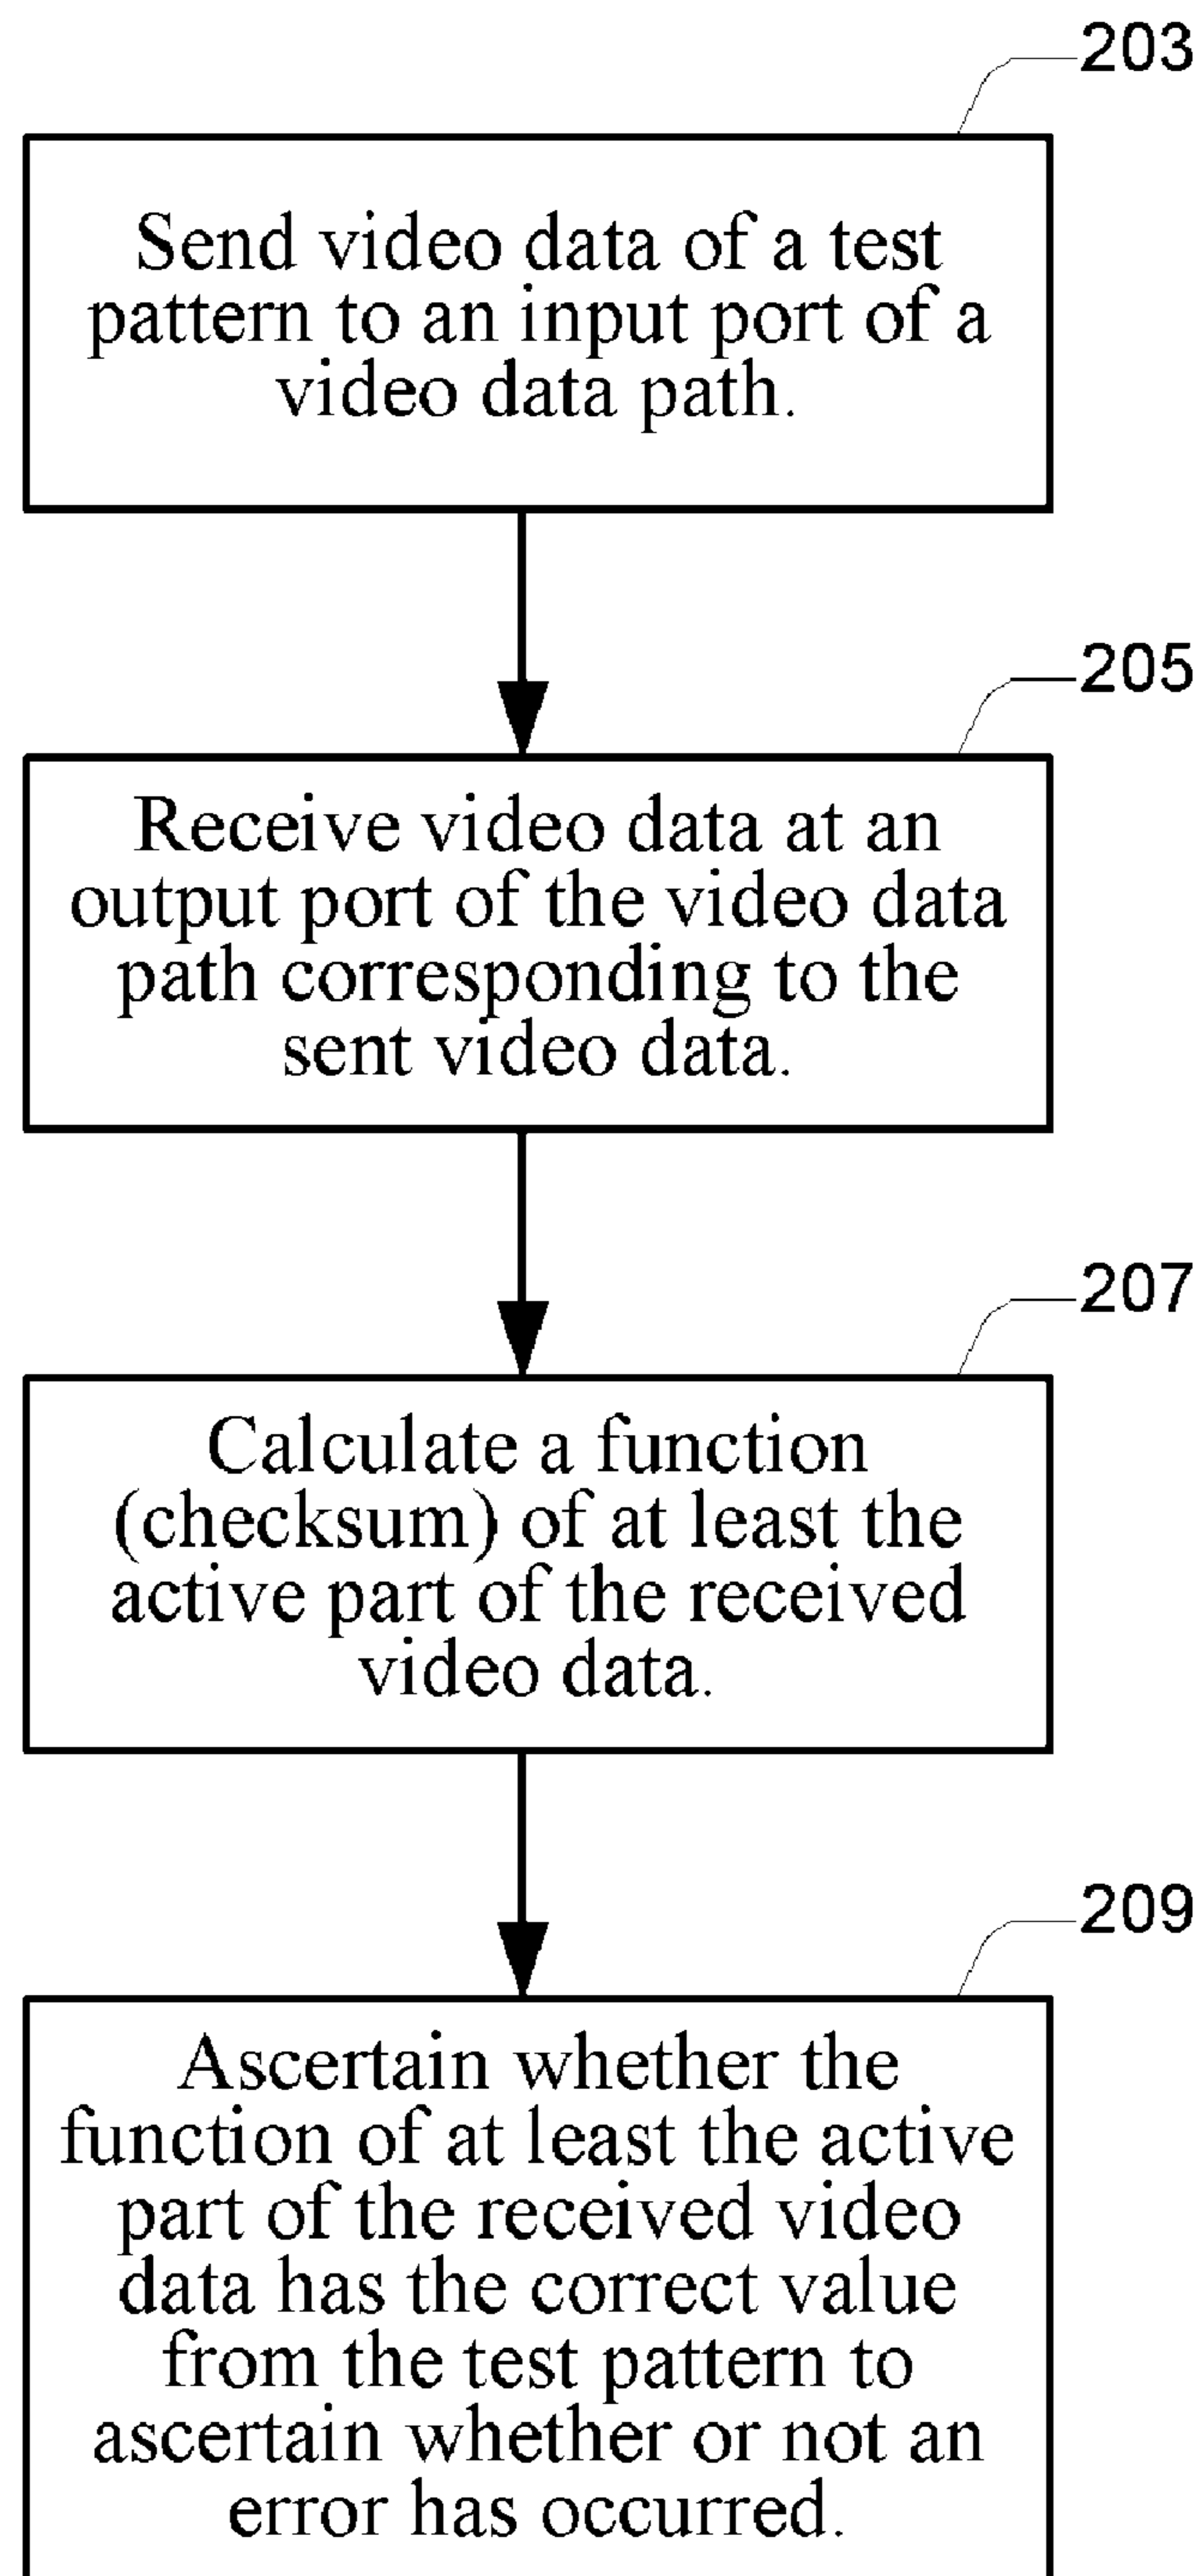 203
Send video data of a test
pattern to an input port of a
video data path.
205
Receive video data at an
output port of the video data
path corresponding to the
sent video data.
207
Calculate a function
(checksum) of at least the
active part of the received
video data.
209
Ascertain whether the
function of at least the active
part of the received video
data has the correct value
from the test pattern to
ascertain whether or not an
error has occurred.